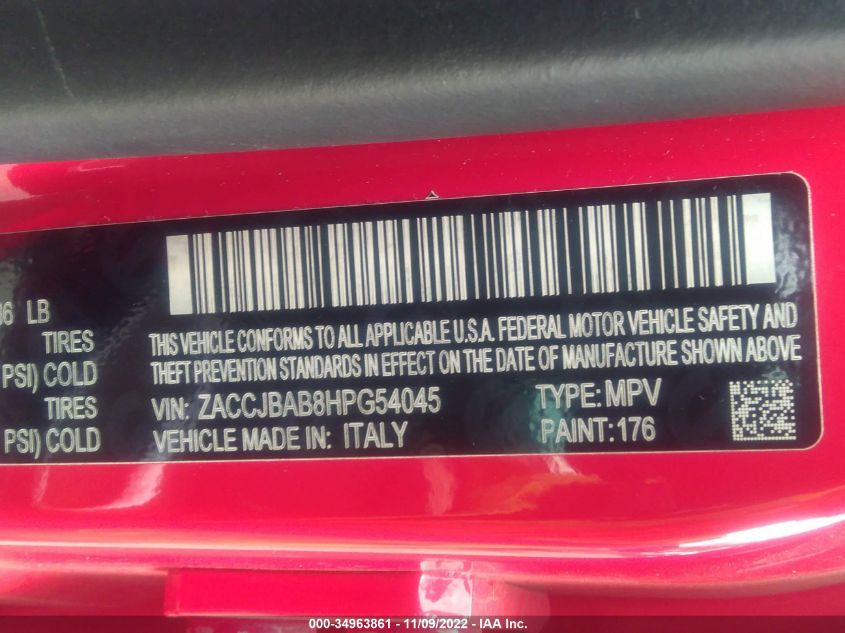 36 LB
TIRES
PSI) COLD
TIRES
PSI) COLD
THIS VEHICLE CONFORMS TO ALL APPLICABLE U.S.A. FEDERAL MOTOR VEHICLE SAFETY AND
THEFT PREVENTION STANDARDS IN EFFECT ON THE DATE OF MANUFACTURE SHOWN ABOVE
VIN: ZACCJBAB8HPG54045 TYPE: MPV
VEHICLE MADE IN: ITALY PAINT: 176
000-34963861 - 11/09/2022 - IAA Inc.